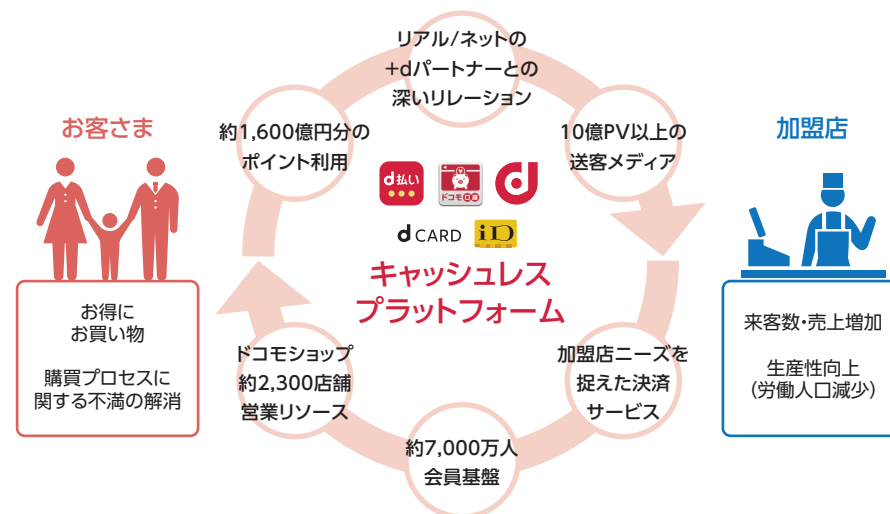 リアル/ネットの
+dパートナーとの
深いリレーション
お客さま
約1,600億円分の
ポイント利用
10億PV以上の
送客メディア
加盟店
d払い
ドコモ口座
d
d CARD
iD
キャッシュレス
プラットフォーム
お得に
お買い物
購買プロセスに
関する不満の解消
ドコモショップ
約2,300店舗
営業リソース
加盟店ニーズを
捉えた決済
サービス
来客数・売上増加
生産性向上
(労働人口減少)
約7,000万人
会員基盤